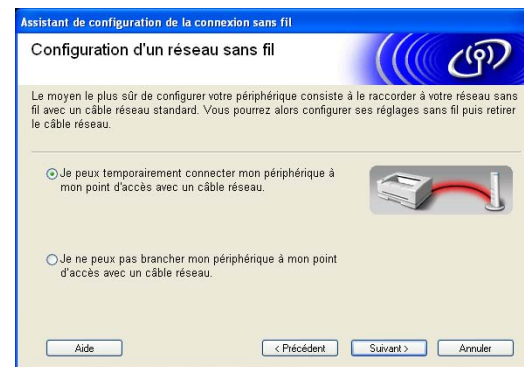 Assistant de configuration de la connexion sans fil
Configuration d'un réseau sans fil
Le moyen le plus sûr de configurer votre périphérique consiste à le raccorder à votre réseau sans
fil avec un câble réseau standard. Vous pourrez alors configurer ses réglages sans fil puis retirer
le câble réseau.
Je peux temporairement connecter mon périphérique à
mon point d'accès avec un câble réseau.
Je ne peux pas brancher mon périphérique à mon point
d'accès avec un câble réseau.
Aide
< Précédent
Suivant >
Annuler